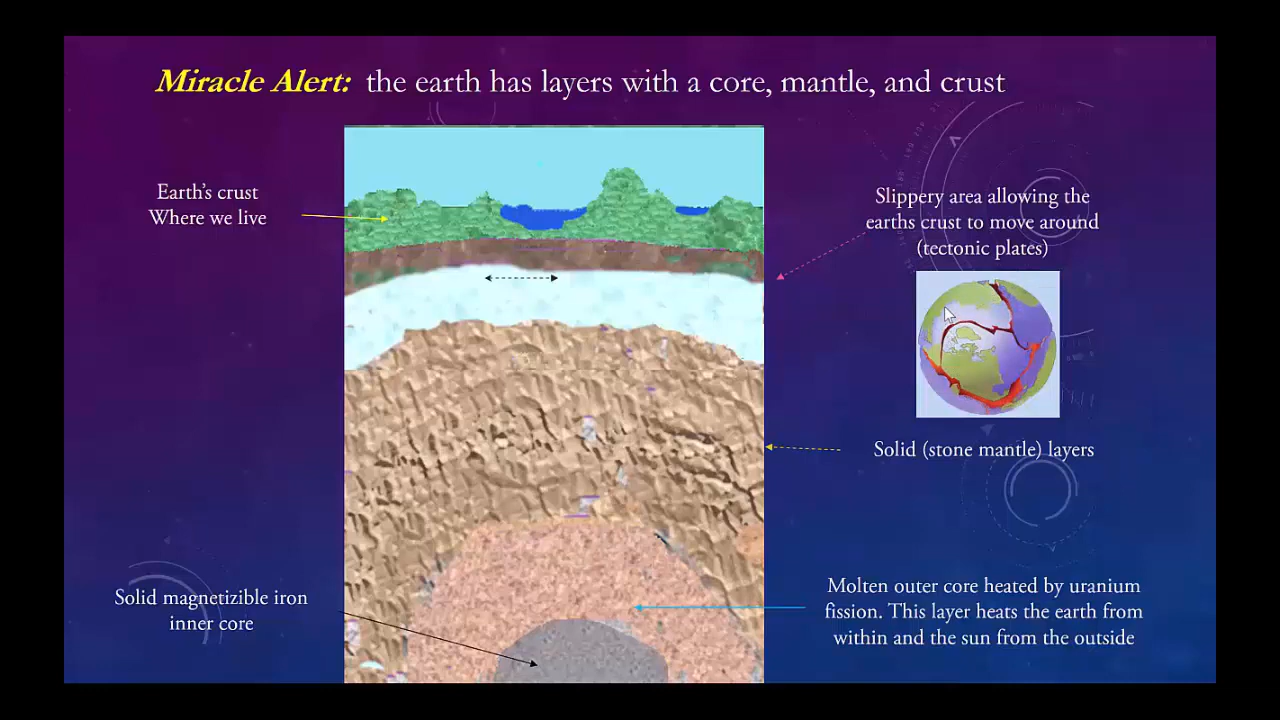 Miracle Alert: the earth has layers with a core, mantle, and crust
Earth's crust
Where we live
Slippery area allowing the
earths crust to move around
(tectonic plates)
Solid (stone mantle) layers
Solid magnetizible iron
inner core
Molten outer core heated by uranium
fission. This layer heats the earth from
within and the sun from the outside